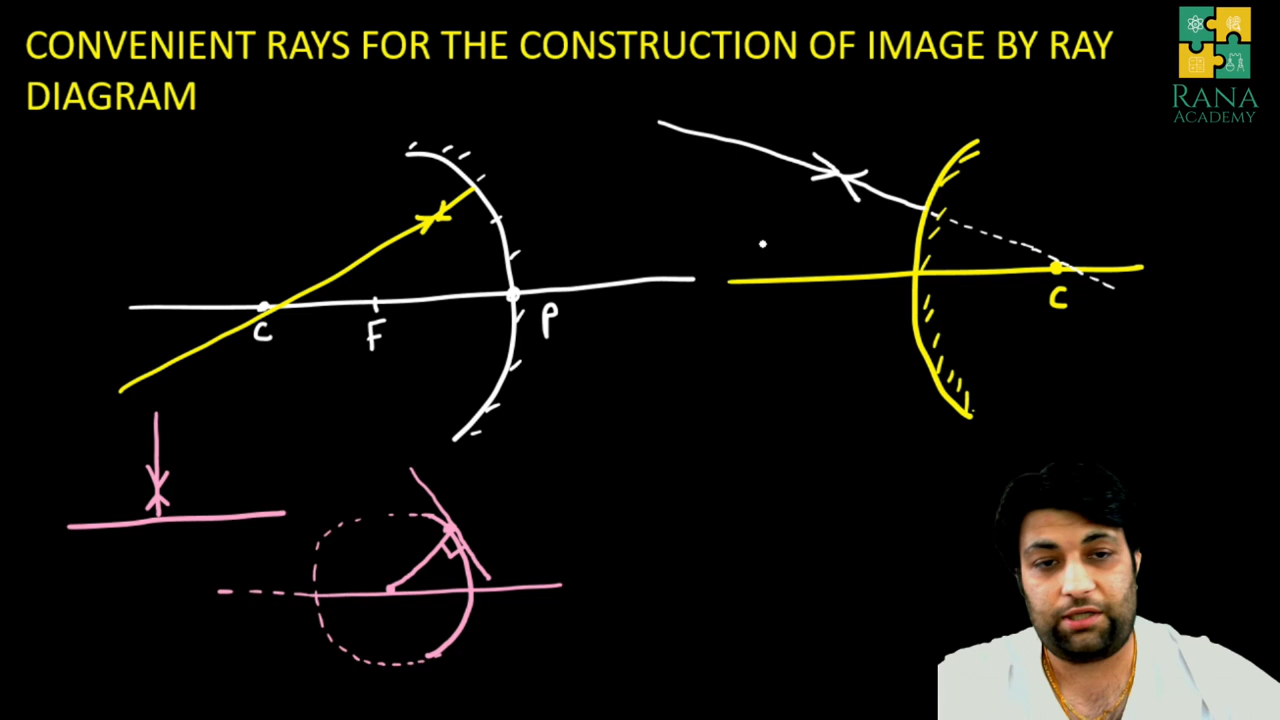 CONVENIENT RAYS FOR THE CONSTRUCTION OF IMAGE BY RAY
DIAGRAM
RANA
ACADEMY
C
F
P
C